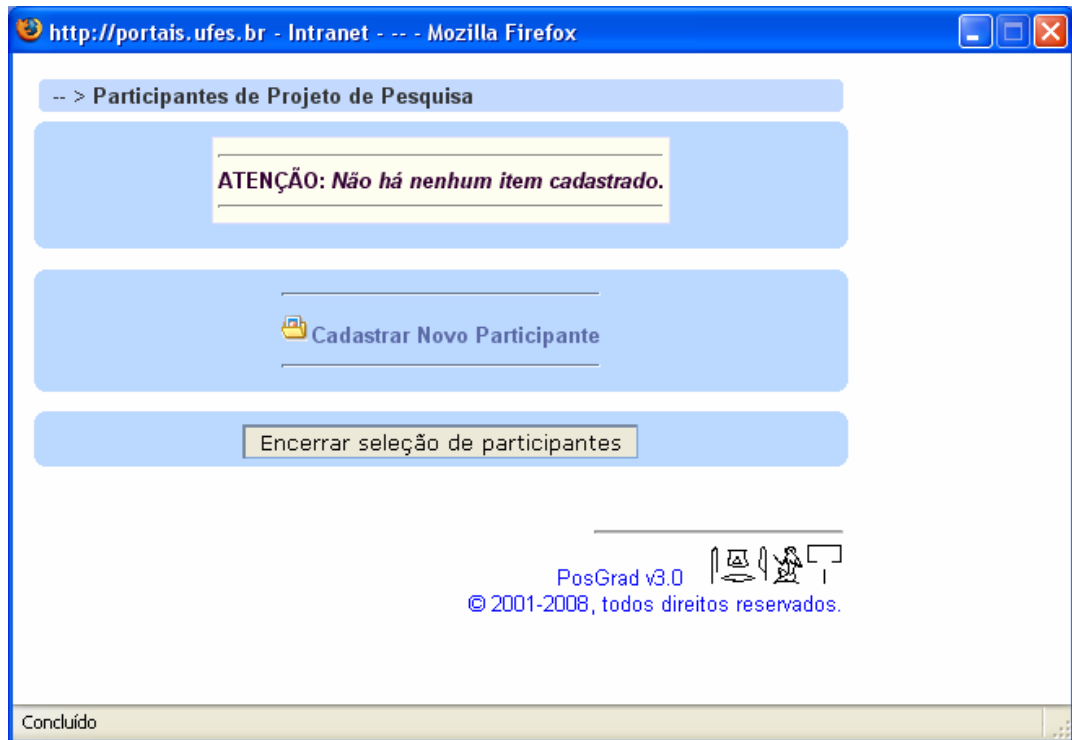 http://portais.ufes.br - Intranet - -- - Mozilla Firefox
-- > Participantes de Projeto de Pesquisa
ATENÇÃO: Não há nenhum item cadastrado.
Cadastrar Novo Participante
Encerrar seleção de participantes
PosGrad v3.0
© 2001-2008, todos direitos reservados.
Concluído